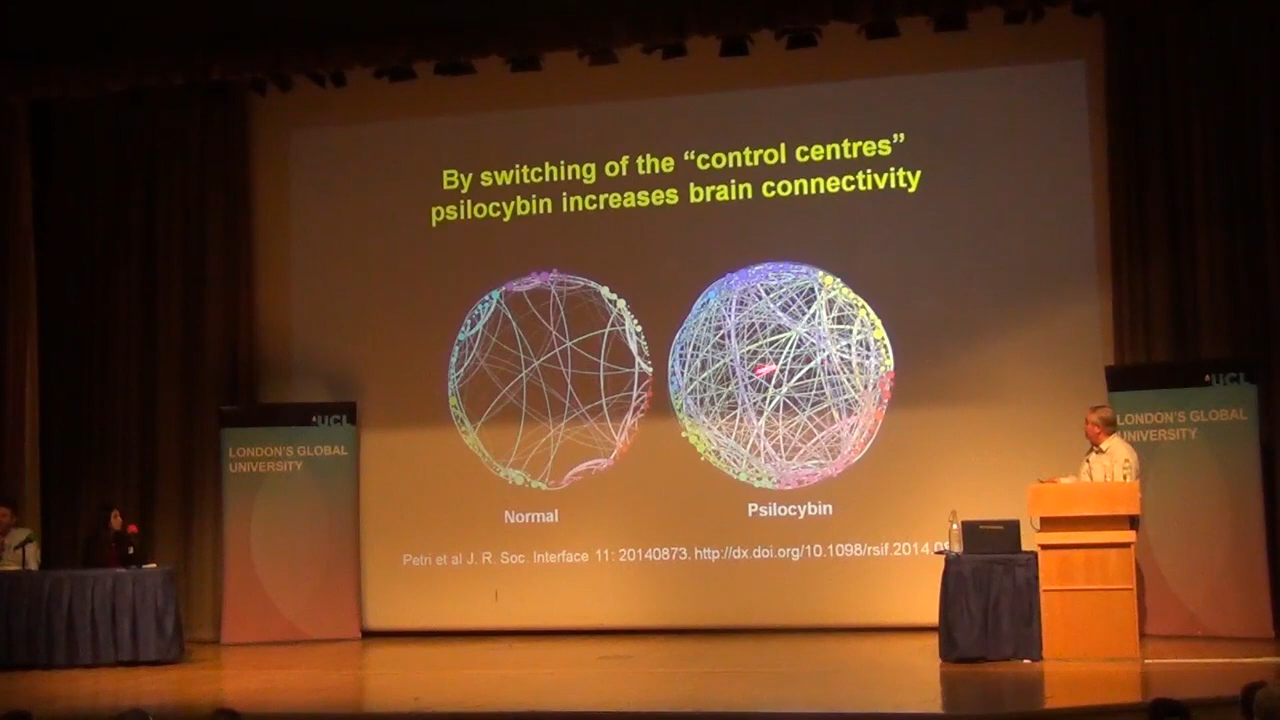 By switching of the “control centres”
psilocybin increases brain connectivity
Normal
Psilocybin
Petri et al J. R. Soc. Interface 11: 20140873. http://dx.doi.org/10.1098/rsif.2014.0
UCL
LONDON'S GLOBAL
UNIVERSITY
UCL
LONDON'S GLOBAL
UNIVERSITY